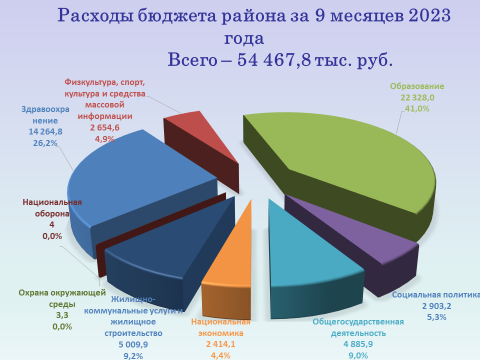 Расходы бюджета района за 9 месяцев 2023
года
Всего – 54 467,8 тыс. руб.
Физкультура, спорт,
культура и средства
массовой
информации
2 654,6
4,9%
Образование
22 328,0
41,0%
Здравоохра
нение
14 264,8
26,2%
Национальная
оборона
4
0,0%
Охрана окружающей
среды
3,3
0,0%
Жилищно-
коммунальные услуги и
жилищное
строительство
5 009,9
9,2%
Национальная
экономика
2 414,1
4,4%
Общегосударственная
деятельность
4 885,9
9,0%
Социальная политика
2 903,2
5,3%